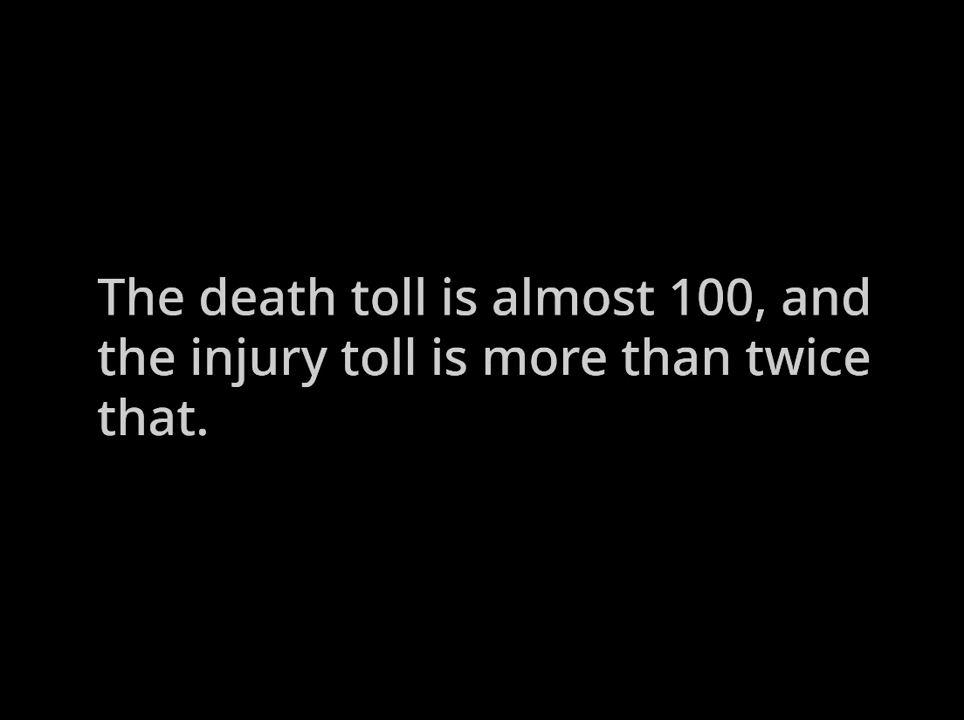 The death toll is almost 100, and
the injury toll is more than twice
that.